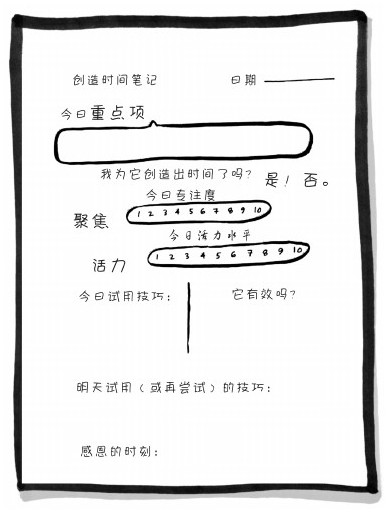 创造时间笔记 日期
今日重点项
我为它创造出时间了吗? 是! 否。
今日专注度
聚焦 1 2 3 4 5 6 7 8 9 10
今日活力水平
活力 1 2 3 4 5 6 7 8 9 10
今日试用技巧: 它有效吗?
明天试用(或再尝试)的技巧:
感恩的时刻: